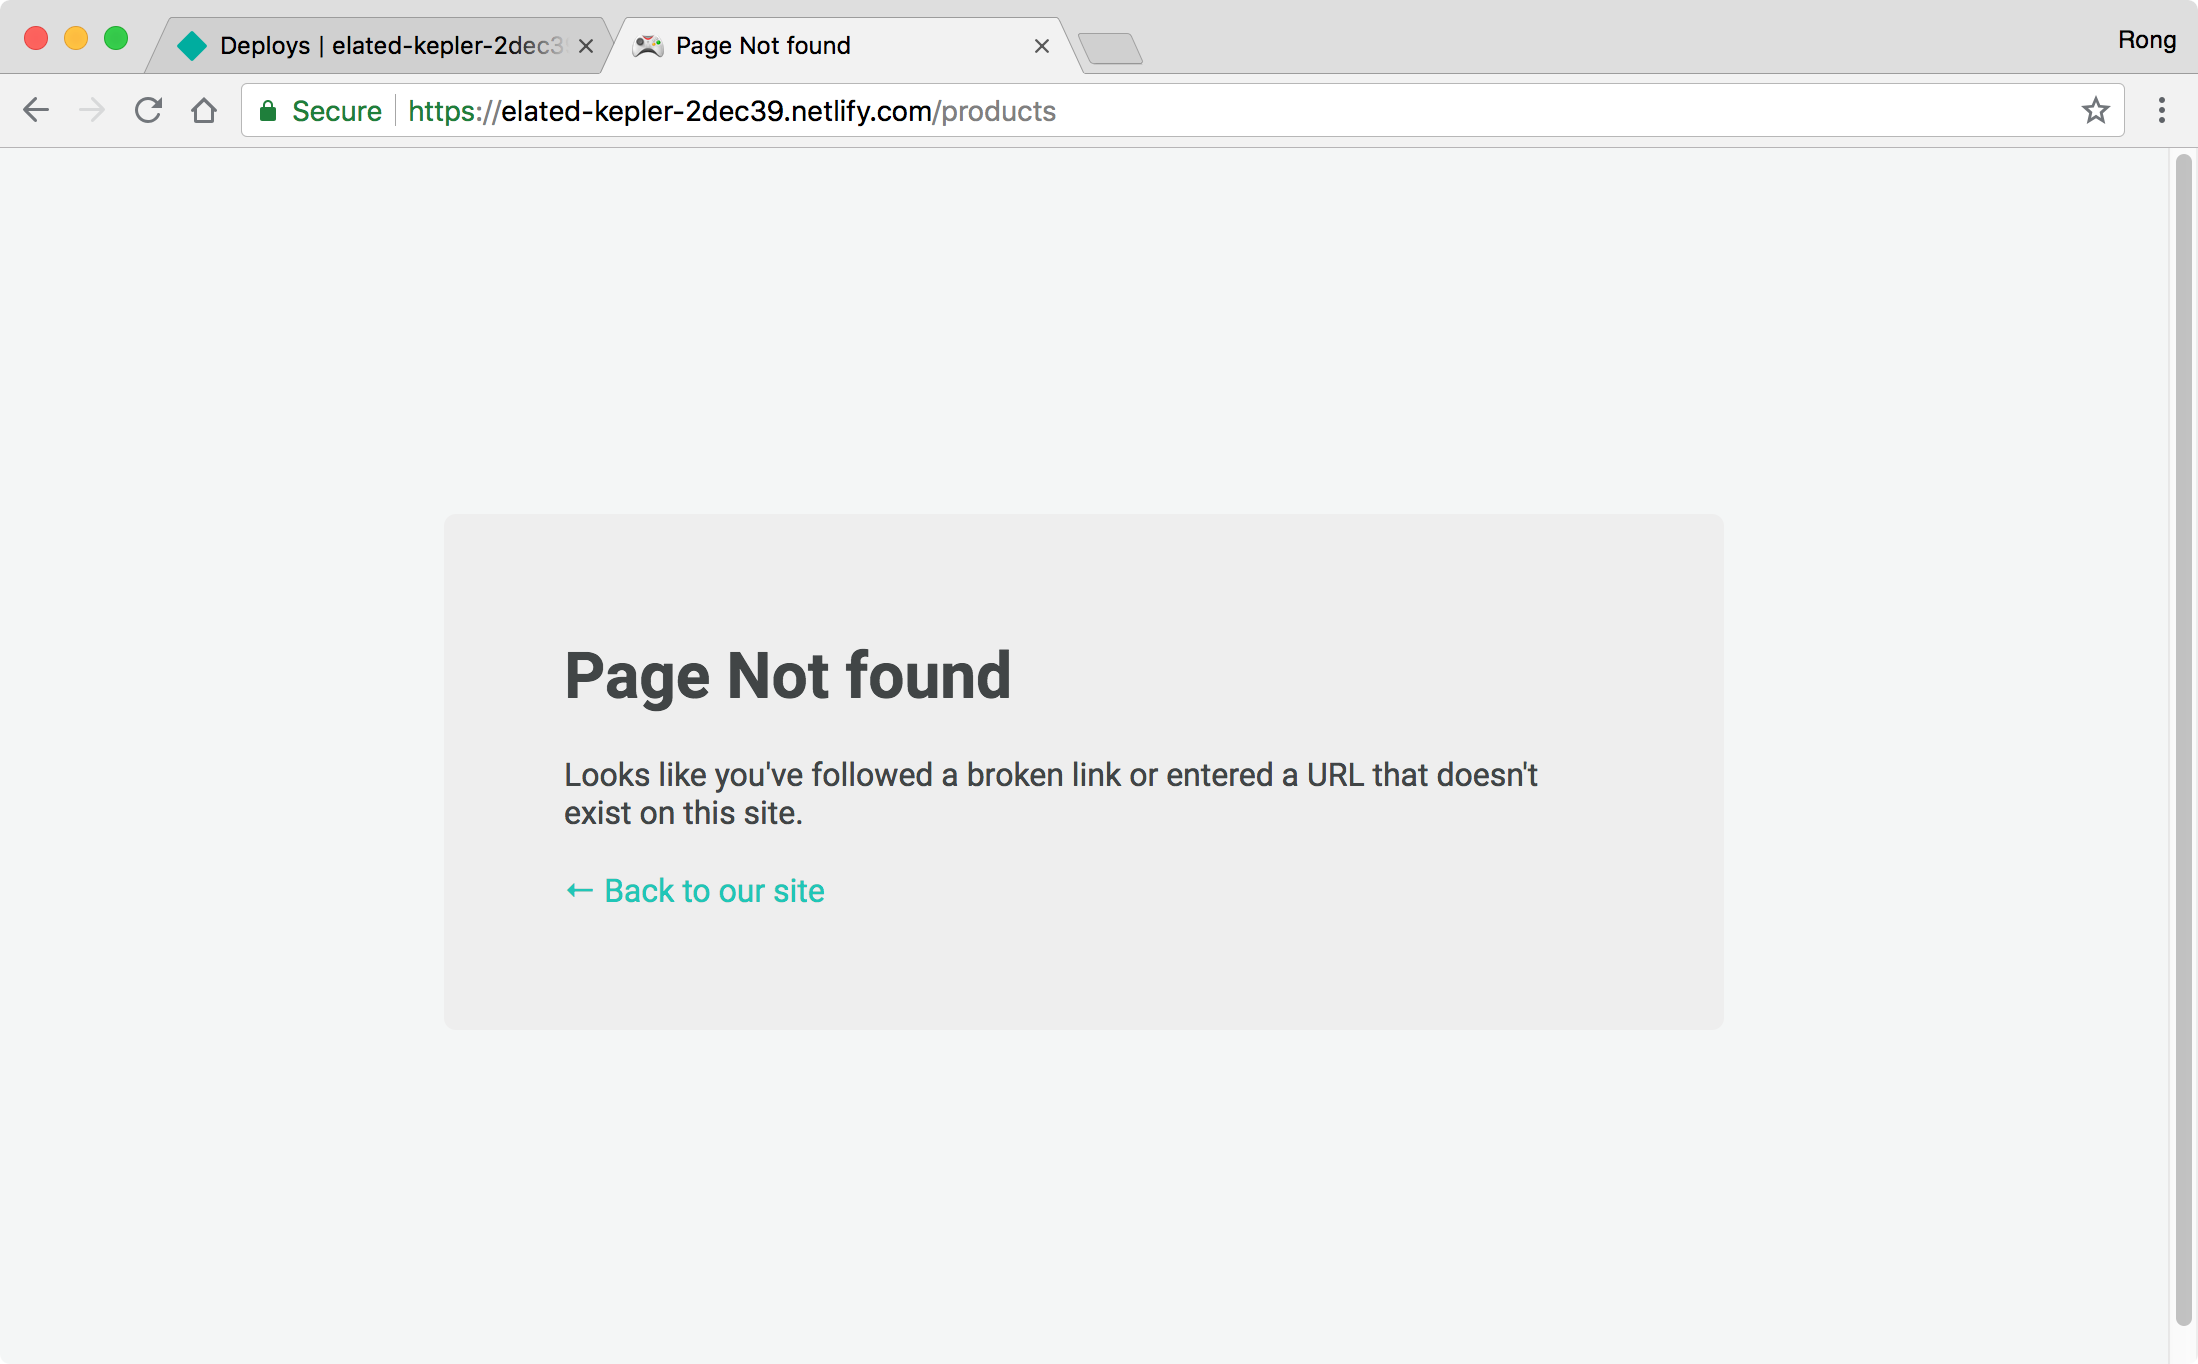 Deploys | elated-kepler-2dec3
Page Not found
Rong
Secure
https://elated-kepler-2dec39.netlify.com/products
Page Not found
Looks like you've followed a broken link or entered a URL that doesn't
exist on this site.
← Back to our site